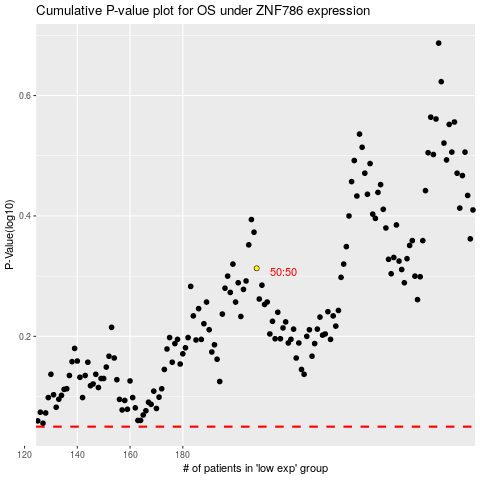 Cumulative P-value plot for OS under ZNF786 expression
P-Value(log10)
0.6
0.4
0.2
50:50
120 140 160 180
# of patients in 'low exp' group